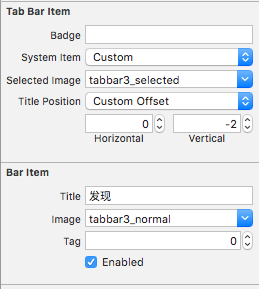 Tab Bar Item
Badge
System Item Custom
Selected Image tabbar3_selected
Title Position Custom Offset
0 -2
Horizontal Vertical
Bar Item
Title 发现
Image tabbar3_normal
Tag 0
Enabled